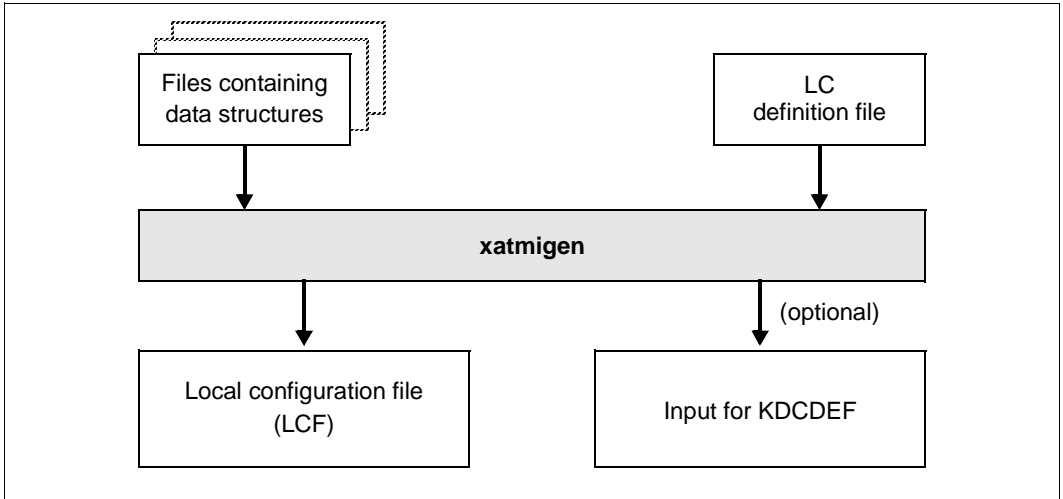 Files containing
data structures
LC
definition file
xatmigen
(optional)
Local configuration file
(LCF)
Input for KDCDEF